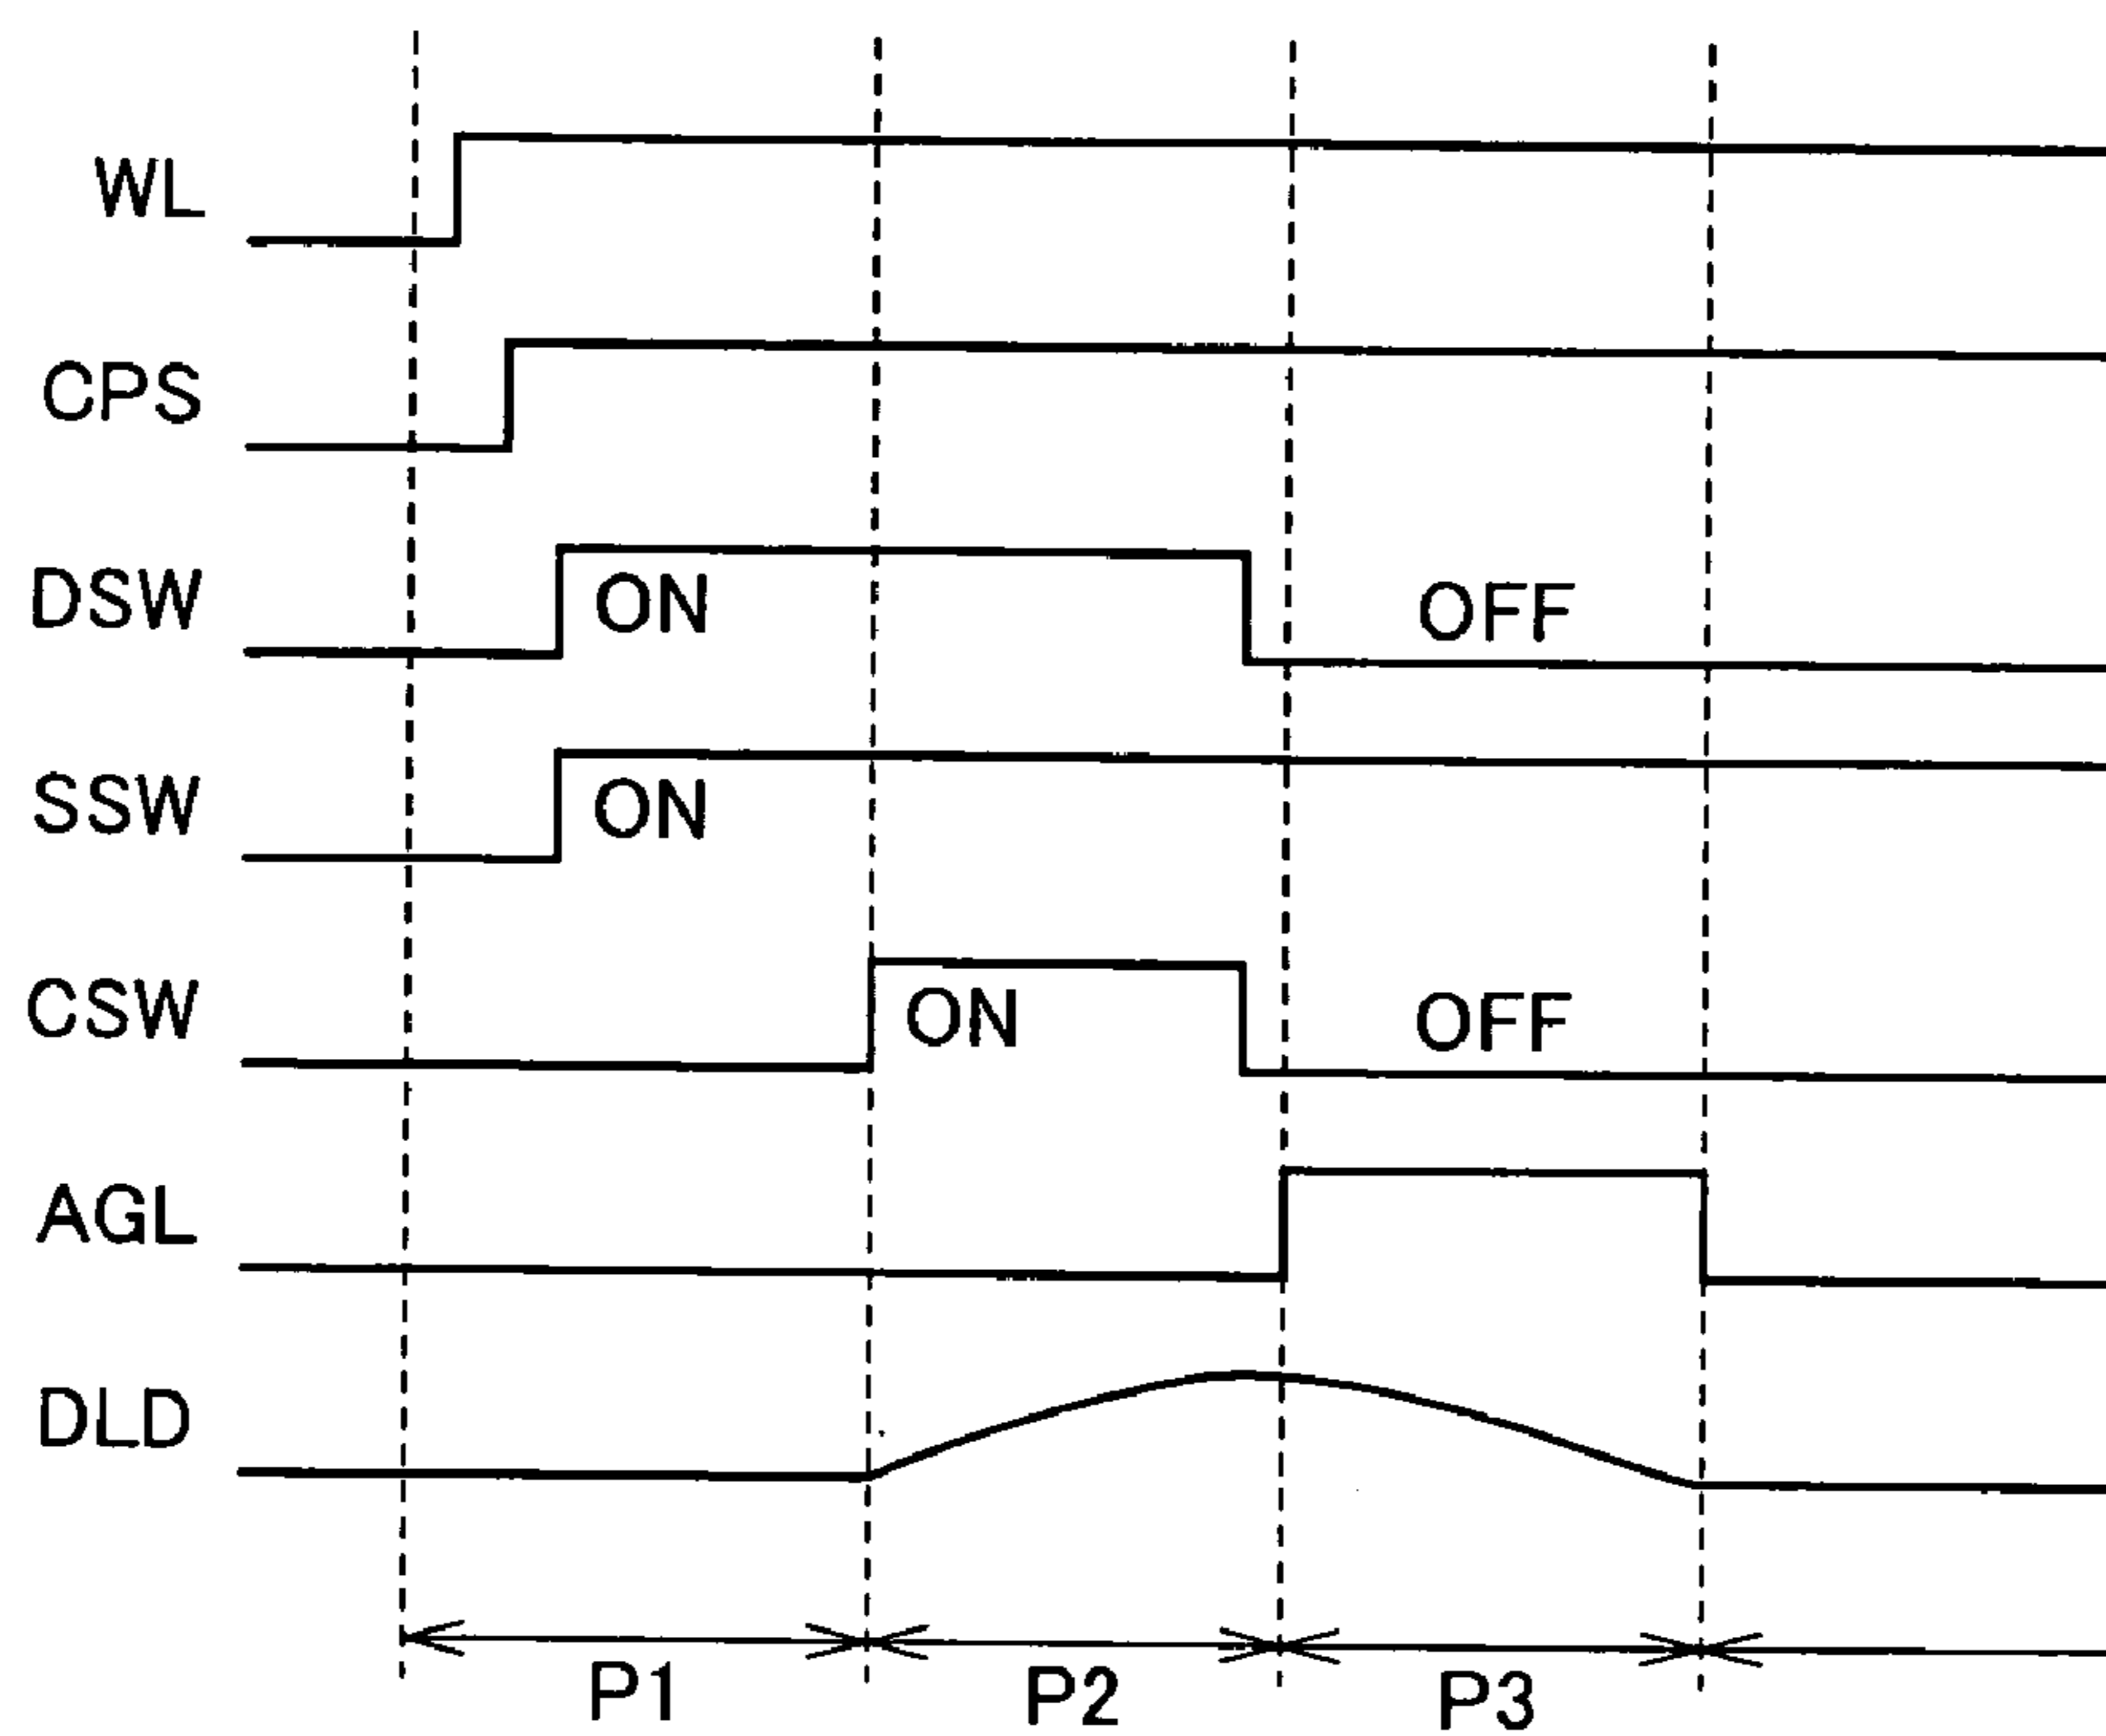 WL
CPS
DSW ON OFF
SSW ON
CSW ON OFF
AGL
DLD
P1 P2 P3